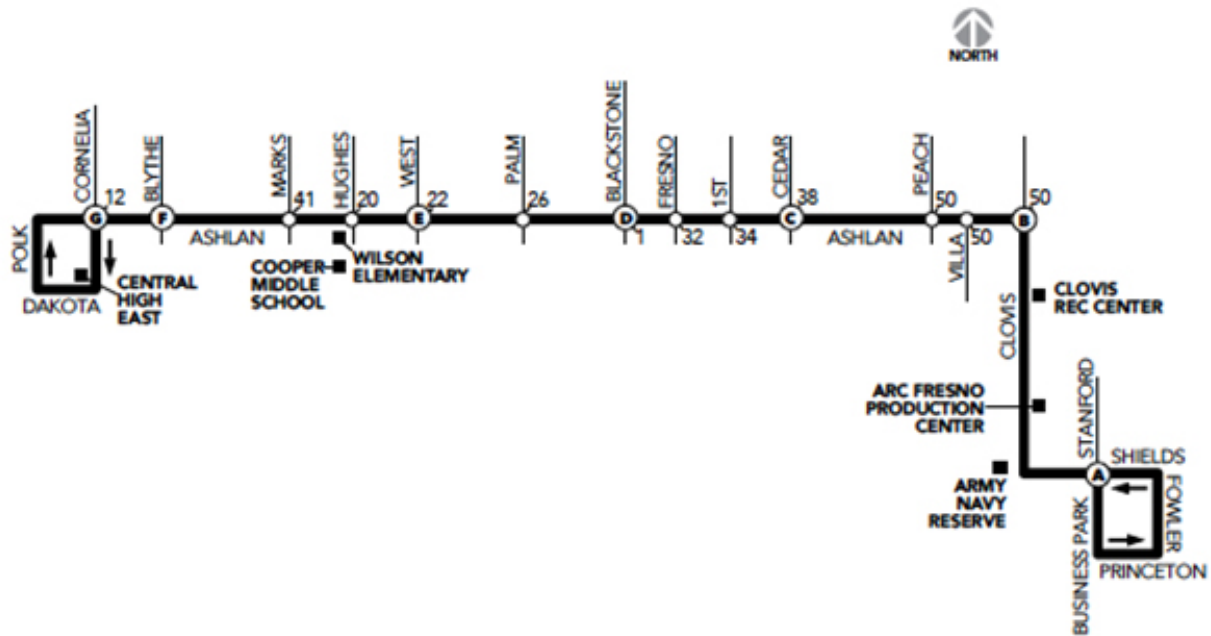 NORTH
CORNELIA
BLYTHE
MARKS
HUGHES
WEST
PALM
BLACKSTONE
FRESNO
1ST
CEDAR
PEACH
12
41
20
22
26
38
50
50
G
F
E
D
C
B
POLK
ASHLAN
1
32
34
ASHLAN
50
VILLA
WILSON
ELEMENTARY
COOPER
MIDDLE
SCHOOL
CENTRAL
HIGH
EAST
DAKOTA
CLOVIS
CLOVIS
REC CENTER
ARC FRESNO
PRODUCTION
CENTER
STANFORD
SHIELDS
A
ARMY
NAVY
RESERVE
FOWLER
BUSINESS PARK
PRINCETON